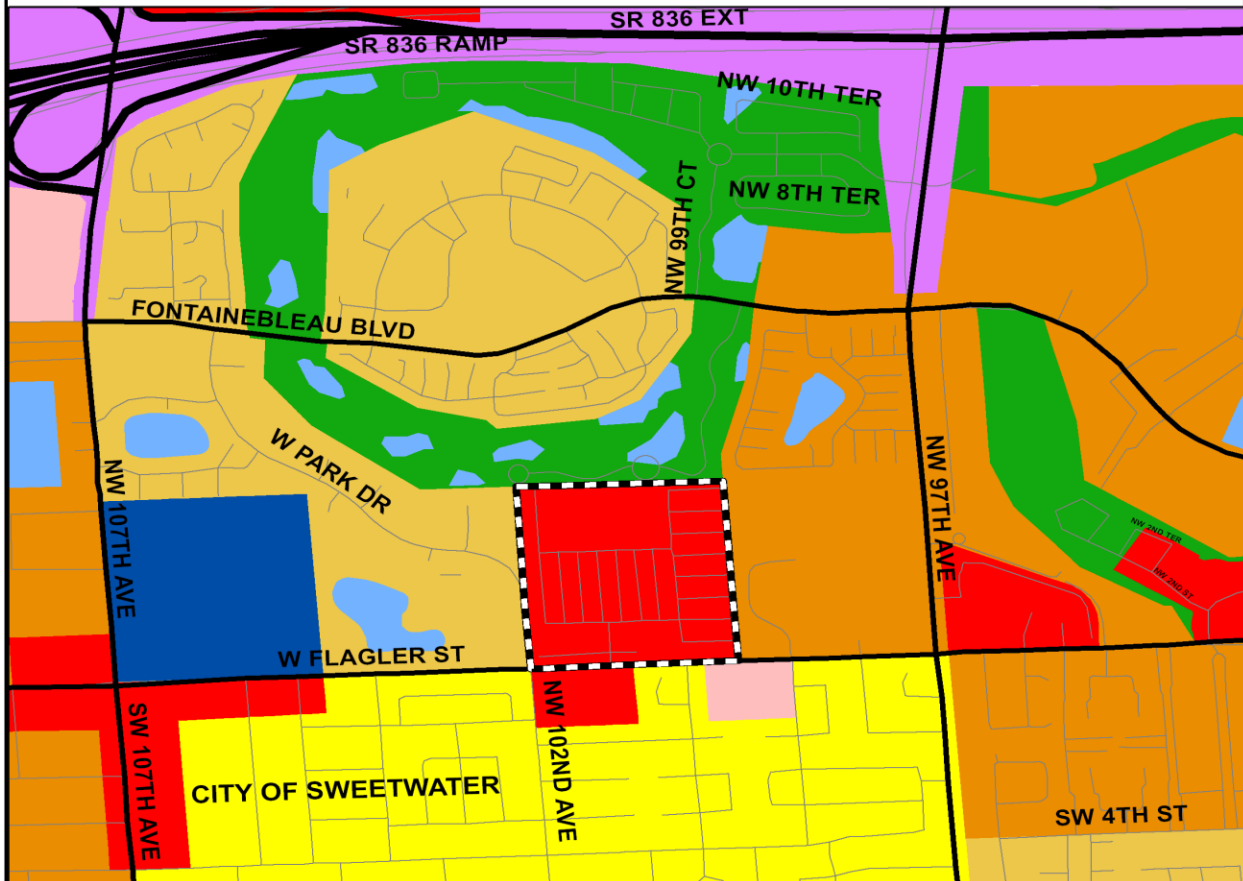 SR 836 EXT
SR 836 RAMP
NW 10TH TER
NW 8TH TER
NW 99TH CT
FONTAINEBLEAU BLVD
W PARK DR
NW 107TH AVE
NW 97TH AVE
NW 2ND TER
NW 2ND ST
W FLAGLER ST
SW 107TH AVE
NW 102ND AVE
CITY OF SWEETWATER
SW 4TH ST